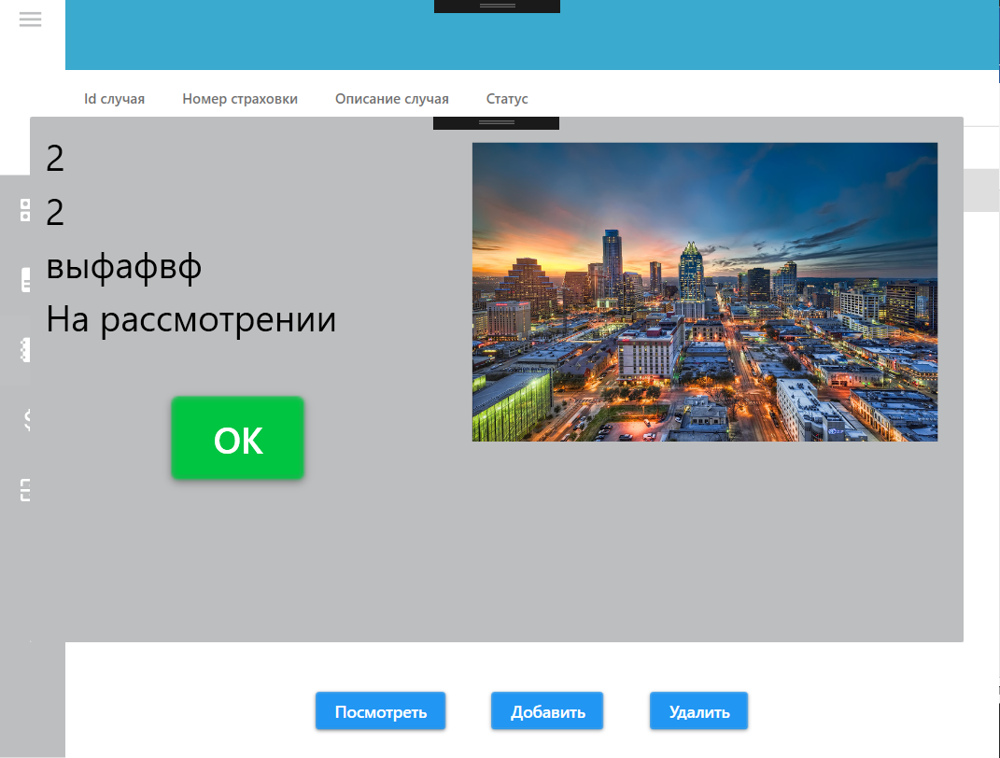 Id случая Номер страховки Описание случая Статус
2
2
выфафвф
На рассмотрении
OK
Посмотреть Добавить Удалить